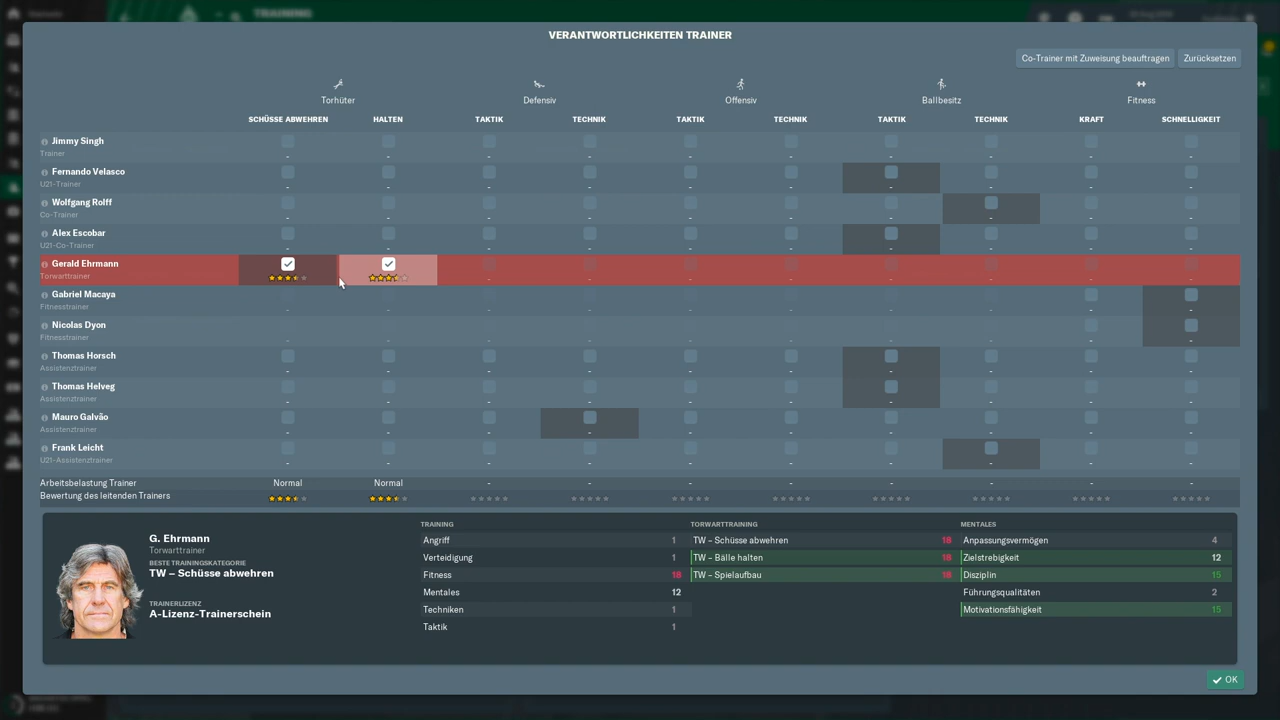 TRAINING
VERANTWORTLICHKEITEN TRAINER
Co-Trainer mit Zuweisung beauftragen Zurücksetzen
Torhüter Defensiv Offensiv Ballbesitz Fitness
SCHÜSSE ABWEHREN HALTEN TAKTIK TECHNIK TAKTIK TECHNIK TAKTIK TECHNIK KRAFT SCHNELLIGKEIT
Jimmy Singh
Trainer
- - - - - - - - - -
Fernando Velasco
U21-Trainer
- - - - - - - - - -
Wolfgang Rolff
Co-Trainer
- - - - - - - - - -
Alex Escobar
U21-Co-Trainer
- - - - - - - - - -
Gerald Ehrmann
Torwarttrainer
- - - - - - - -
Gabriel Macaya
Fitnesstrainer
- - - - - - - - - -
Nicolas Dyon
Fitnesstrainer
- - - - - - - - - -
Thomas Horsch
Assistenztrainer
- - - - - - - - - -
Thomas Helveg
Assistenztrainer
- - - - - - - - - -
Mauro Galvão
Assistenztrainer
- - - - - - - - - -
Frank Leicht
U21-Assistenztrainer
- - - - - - - - - -
Arbeitsbelastung Trainer Normal Normal - - - - - - - -
Bewertung des leitenden Trainers
G. Ehrmann
Torwarttrainer
BESTE TRAININGSKATEGORIE
TW – Schüsse abwehren
TRAINERLIZENZ
A-Lizenz-Trainerschein
TRAINING
Angriff 1
Verteidigung 1
Fitness 18
Mentales 12
Techniken 1
Taktik 1
TORWARTTRAINING
TW – Schüsse abwehren 18
TW – Bälle halten 18
TW – Spielaufbau 18
MENTALES
Anpassungsvermögen 4
Zielstrebigkeit 12
Disziplin 15
Führungsqualitäten 2
Motivationsfähigkeit 15
OK